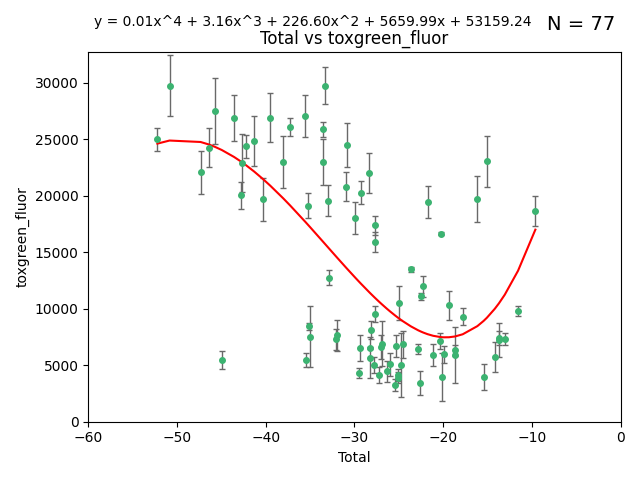 y = 0.01x^4 + 3.16x^3 + 226.60x^2 + 5659.99x + 53159.24
N = 77
Total vs toxgreen_fluor
30000
25000
20000
15000
10000
5000
0
toxgreen_fluor
−60
−50
−40
−30
−20
−10
0
Total